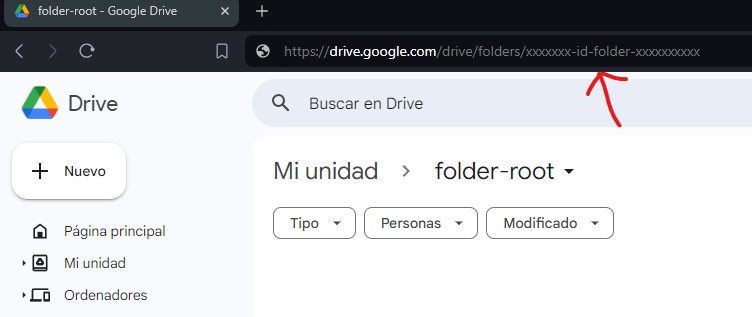 folder-root - Google Drive
https://drive.google.com/drive/folders/xxxxxxx-id-folder-xxxxxxxxxx
Drive
Buscar en Drive
Nuevo
Mi unidad
folder-root
Tipo
Personas
Modificado
Página principal
Mi unidad
Ordenadores